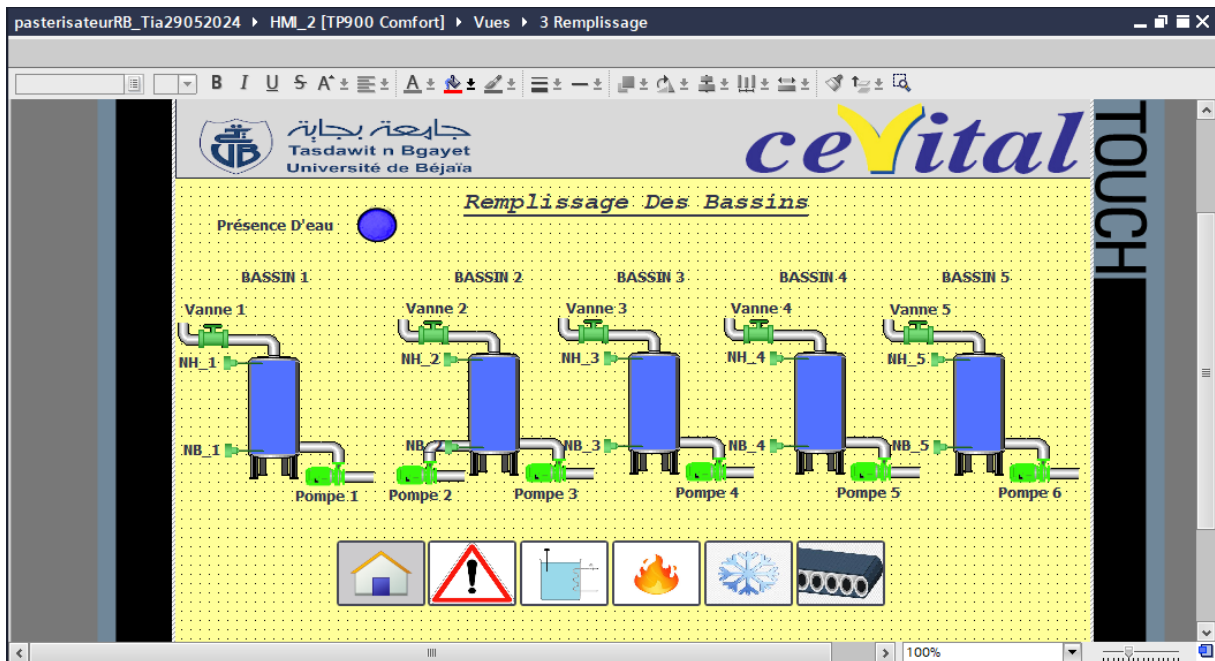 pasterisateurRB_Tia29052024 ▸ HMI_2 [TP900 Comfort] ▸ Vues ▸ 3 Remplissage
B I U S A A
جامعة بجاية
Tasdawit n Bgayet
Université de Béjaïa
cevital
TOUCH
Remplissage Des Bassins
Présence D'eau
BASSIN 1 BASSIN 2 BASSIN 3 BASSIN 4 BASSIN 5
Vanne 1 Vanne 2 Vanne 3 Vanne 4 Vanne 5
NH_1 NH_2 NH_3 NH_4 NH_5
NB_1 NB_2 NB_3 NB_4 NB_5
Pompe 1 Pompe 2 Pompe 3 Pompe 4 Pompe 5 Pompe 6
100%